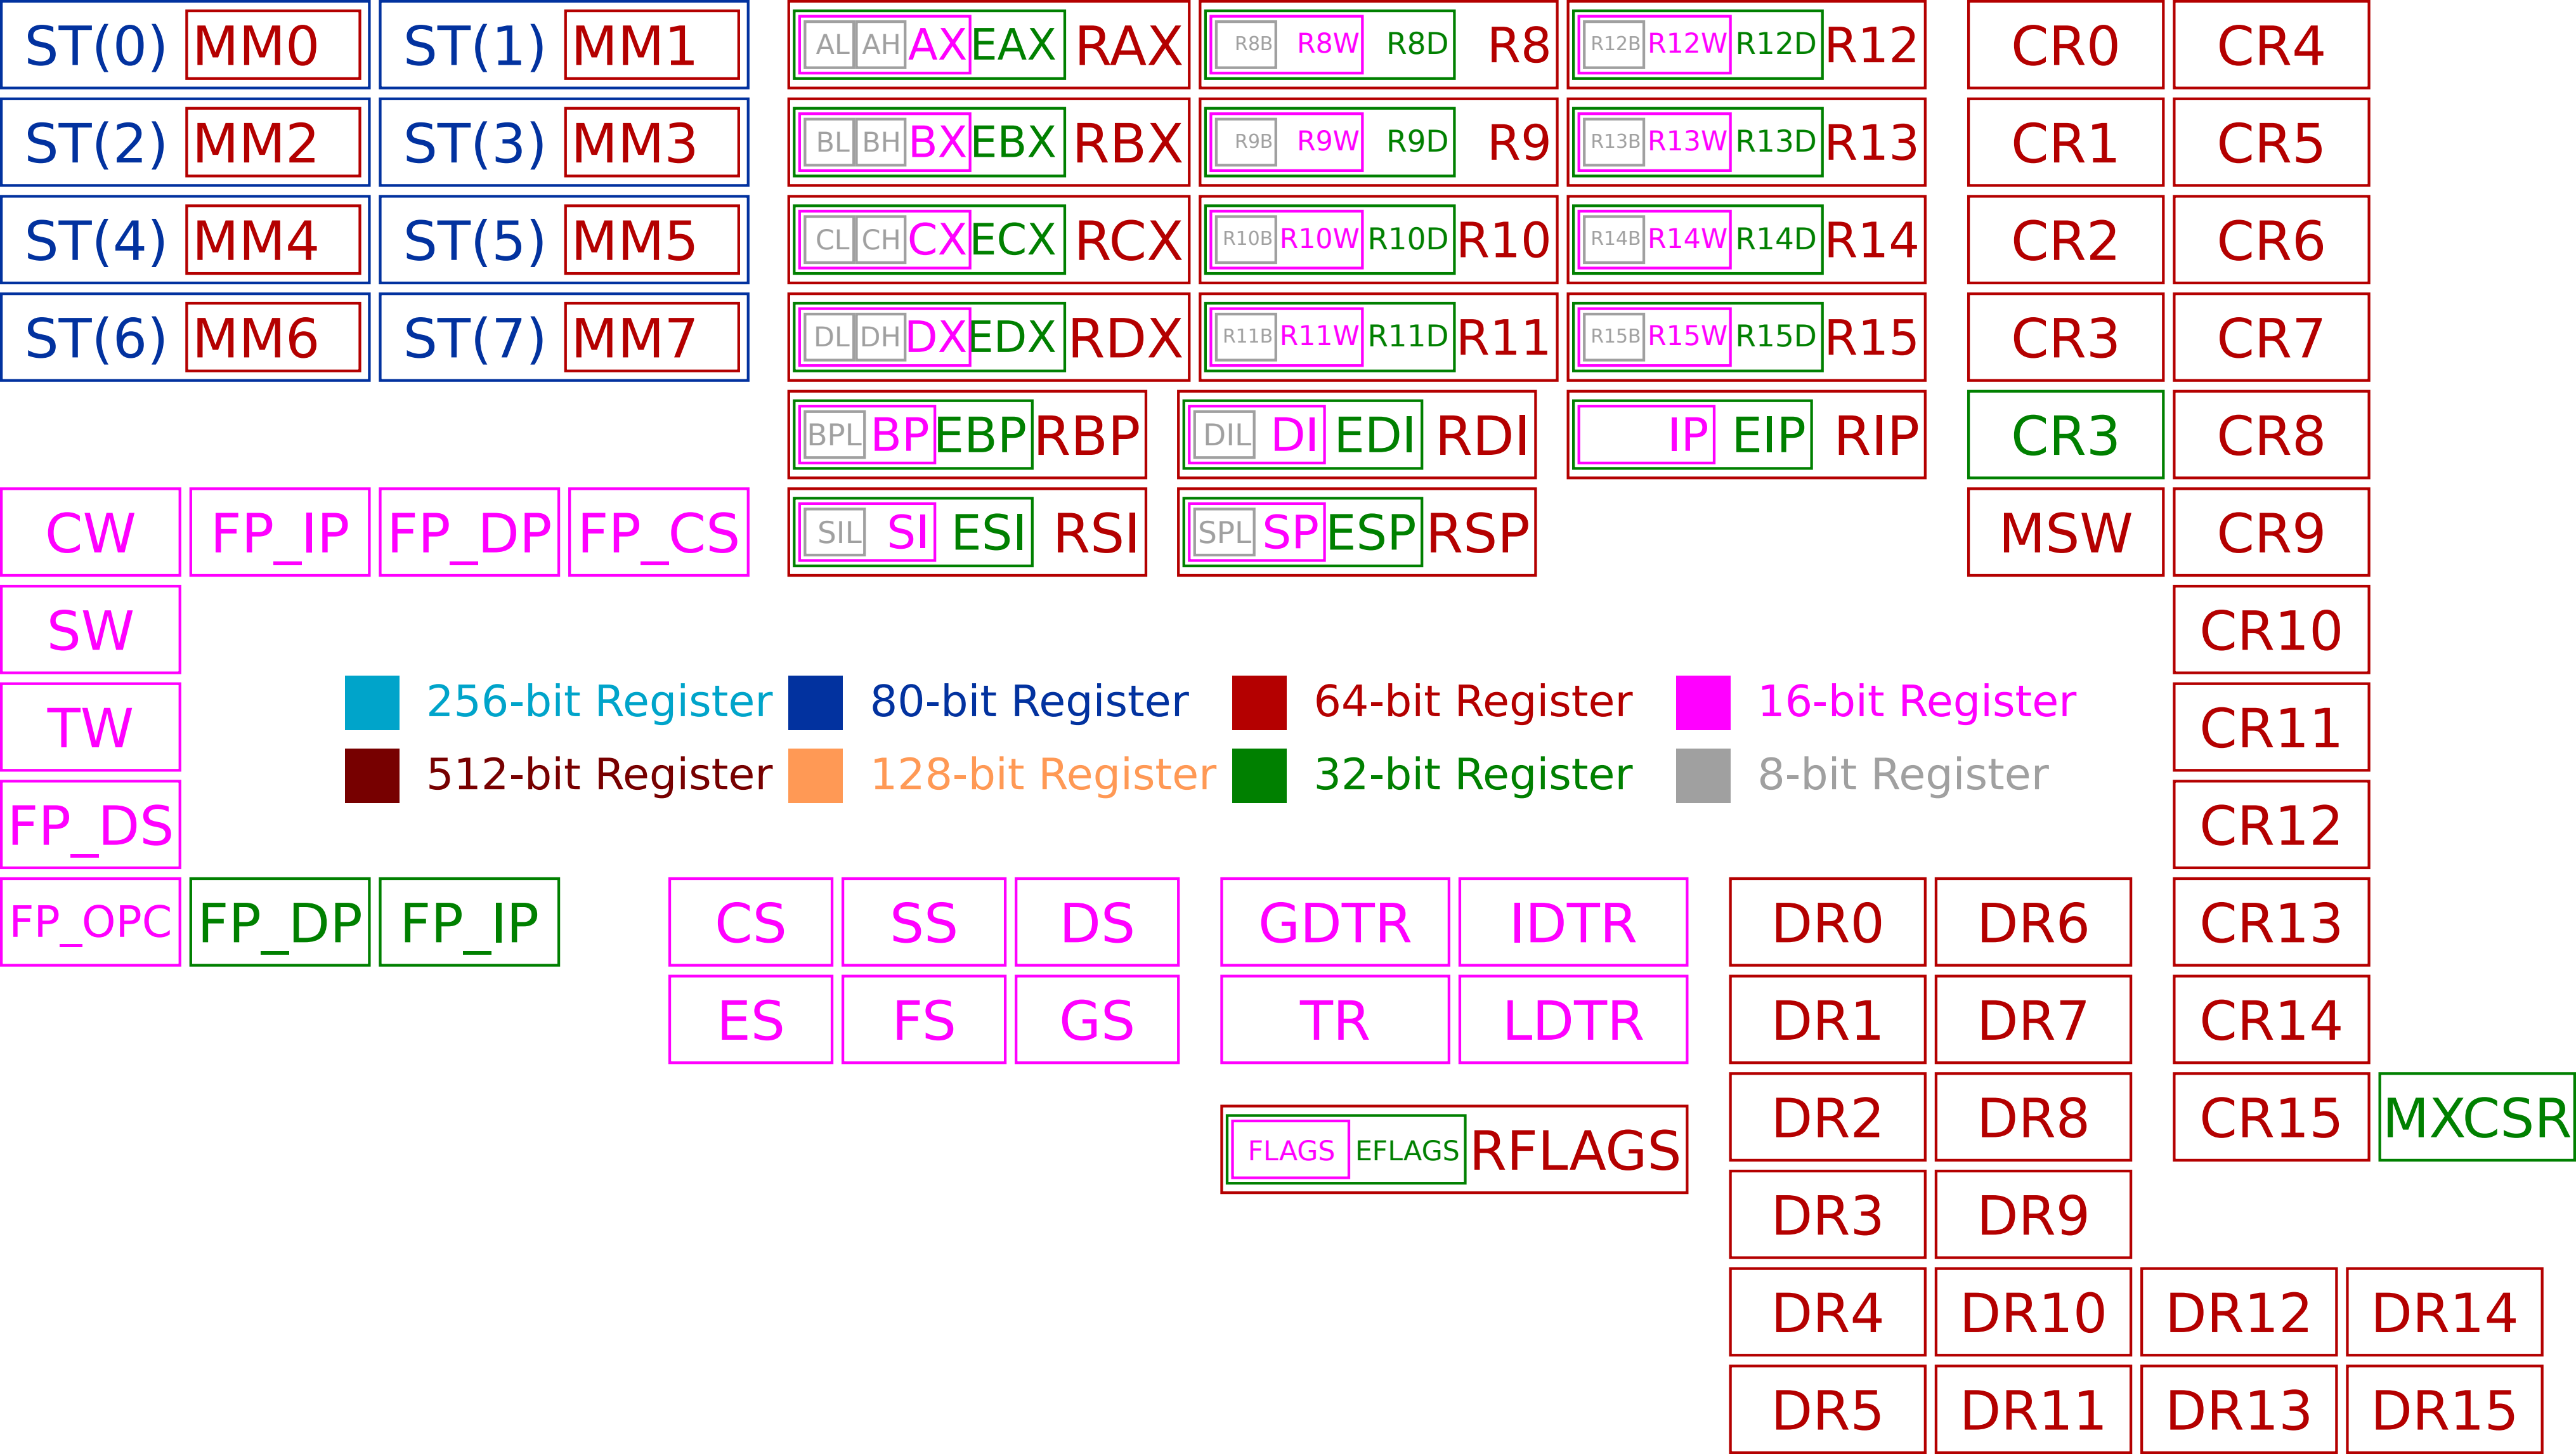 ST(0) MM0 ST(1) MM1 AL AH AX EAX RAX R8B R8W R8D R8 R12B R12W R12D R12 CR0 CR4
ST(2) MM2 ST(3) MM3 BL BH BX EBX RBX R9B R9W R9D R9 R13B R13W R13D R13 CR1 CR5
ST(4) MM4 ST(5) MM5 CL CH CX ECX RCX R10B R10W R10D R10 R14B R14W R14D R14 CR2 CR6
ST(6) MM6 ST(7) MM7 DL DH DX EDX RDX R11B R11W R11D R11 R15B R15W R15D R15 CR3 CR7
BPL BP EBP RBP DIL DI EDI RDI IP EIP RIP CR3 CR8
CW FP_IP FP_DP FP_CS SIL SI ESI RSI SPL SP ESP RSP MSW CR9
SW CR10
256-bit Register 80-bit Register 64-bit Register 16-bit Register
TW CR11
512-bit Register 128-bit Register 32-bit Register 8-bit Register
FP_DS CR12
FP_OPC FP_DP FP_IP CS SS DS GDTR IDTR DR0 DR6 CR13
ES FS GS TR LDTR DR1 DR7 CR14
FLAGS EFLAGS RFLAGS DR2 DR8 CR15 MXCSR
DR3 DR9
DR4 DR10 DR12 DR14
DR5 DR11 DR13 DR15